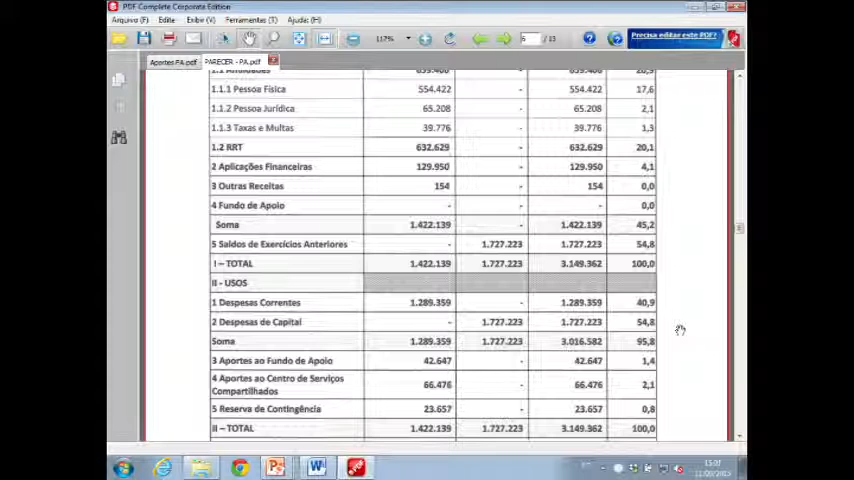 PDF Complete Corporate Edition
Arquivo (F) Edite Exibir (V) Ferramentas (T) Ajuda: (H)
117% 6 / 13 Precisa editar este PDF?
Aportes PA.pdf PARECER - PA.pdf
1.1 Anuidades 659.406 - 659.406 20,9
1.1.1 Pessoa Física 554.422 - 554.422 17,6
1.1.2 Pessoa Jurídica 65.208 - 65.208 2,1
1.1.3 Taxas e Multas 39.776 - 39.776 1,3
1.2 RRT 632.629 - 632.629 20,1
2 Aplicações Financeiras 129.950 - 129.950 4,1
3 Outras Receitas 154 - 154 0,0
4 Fundo de Apoio - - - 0,0
Soma 1.422.139 - 1.422.139 45,2
5 Saldos de Exercícios Anteriores - 1.727.223 1.727.223 54,8
I – TOTAL 1.422.139 1.727.223 3.149.362 100,0
II - USOS
1 Despesas Correntes 1.289.359 - 1.289.359 40,9
2 Despesas de Capital - 1.727.223 1.727.223 54,8
Soma 1.289.359 1.727.223 3.016.582 95,8
3 Aportes ao Fundo de Apoio 42.647 - 42.647 1,4
4 Aportes ao Centro de Serviços
Compartilhados 66.476 - 66.476 2,1
5 Reserva de Contingência 23.657 - 23.657 0,8
II – TOTAL 1.422.139 1.727.223 3.149.362 100,0